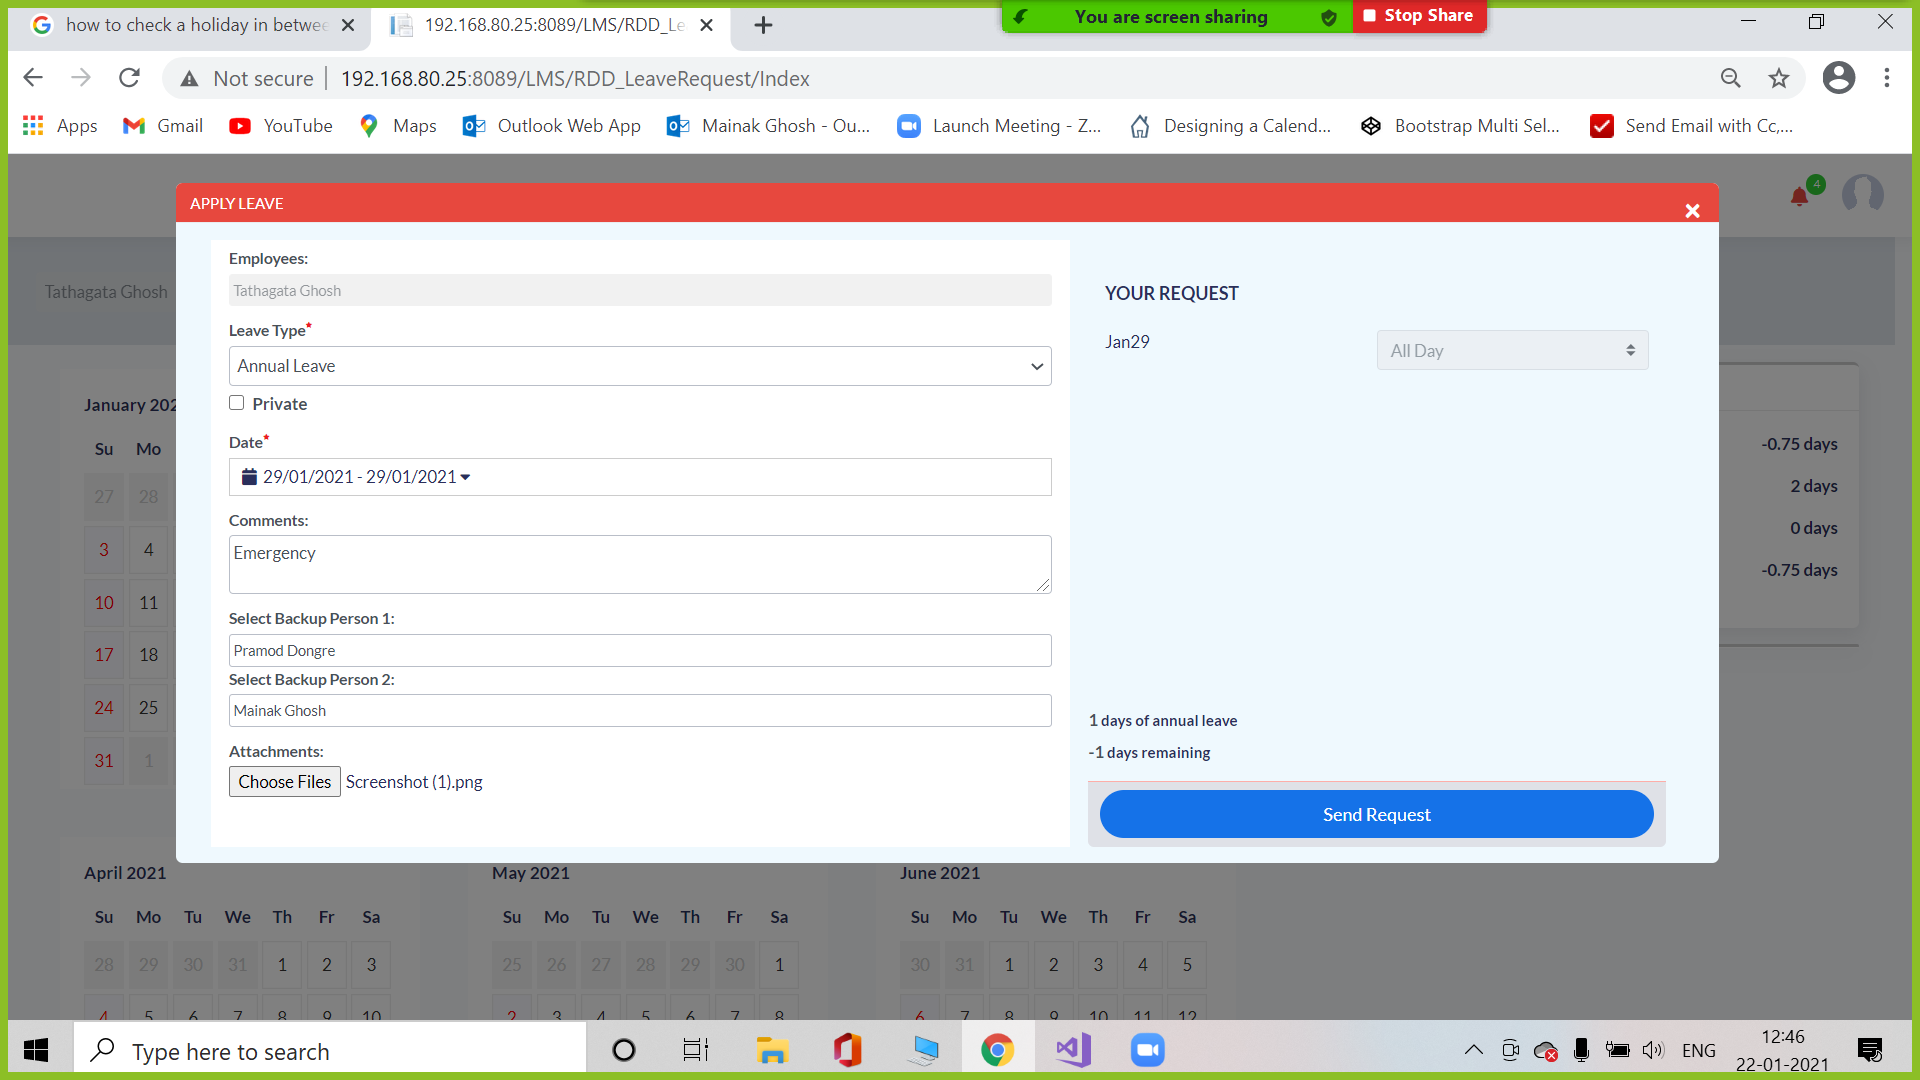 You are screen sharing
Stop Share
how to check a holiday in betwee
192.168.80.25:8089/LMS/RDD_Le
Not secure
192.168.80.25:8089/LMS/RDD_LeaveRequest/Index
Apps
Gmail
YouTube
Maps
Outlook Web App
Mainak Ghosh - Ou...
Launch Meeting - Z...
Designing a Calend...
Bootstrap Multi Sel...
Send Email with Cc,...
4
Tathagata Ghosh
APPLY LEAVE
Employees:
Tathagata Ghosh
Leave Type*
Annual Leave
Private
Date*
29/01/2021 - 29/01/2021
Comments:
Emergency
Select Backup Person 1:
Pramod Dongre
Select Backup Person 2:
Mainak Ghosh
Attachments:
Choose Files Screenshot (1).png
YOUR REQUEST
Jan29
All Day
1 days of annual leave
-1 days remaining
Send Request
-0.75 days
2 days
0 days
-0.75 days
January 202
Su Mo
27 28
3 4
10 11
17 18
24 25
31 1
April 2021
Su Mo Tu We Th Fr Sa
28 29 30 31 1 2 3
4 5 6 7 8 9 10
May 2021
Su Mo Tu We Th Fr Sa
25 26 27 28 29 30 1
2 3 4 5 6 7 8
June 2021
Su Mo Tu We Th Fr Sa
30 31 1 2 3 4 5
6 7 8 9 10 11 12
Type here to search
ENG
12:46
22-01-2021